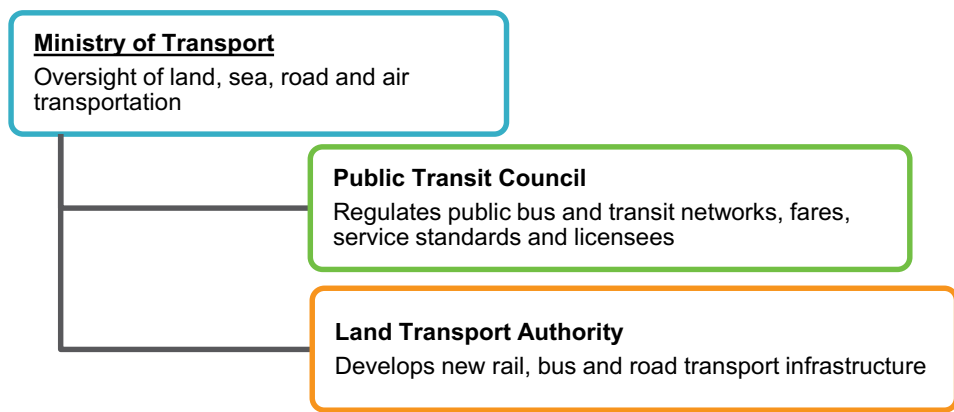 Ministry of Transport
Oversight of land, sea, road and air
transportation
Public Transit Council
Regulates public bus and transit networks, fares,
service standards and licensees
Land Transport Authority
Develops new rail, bus and road transport infrastructure